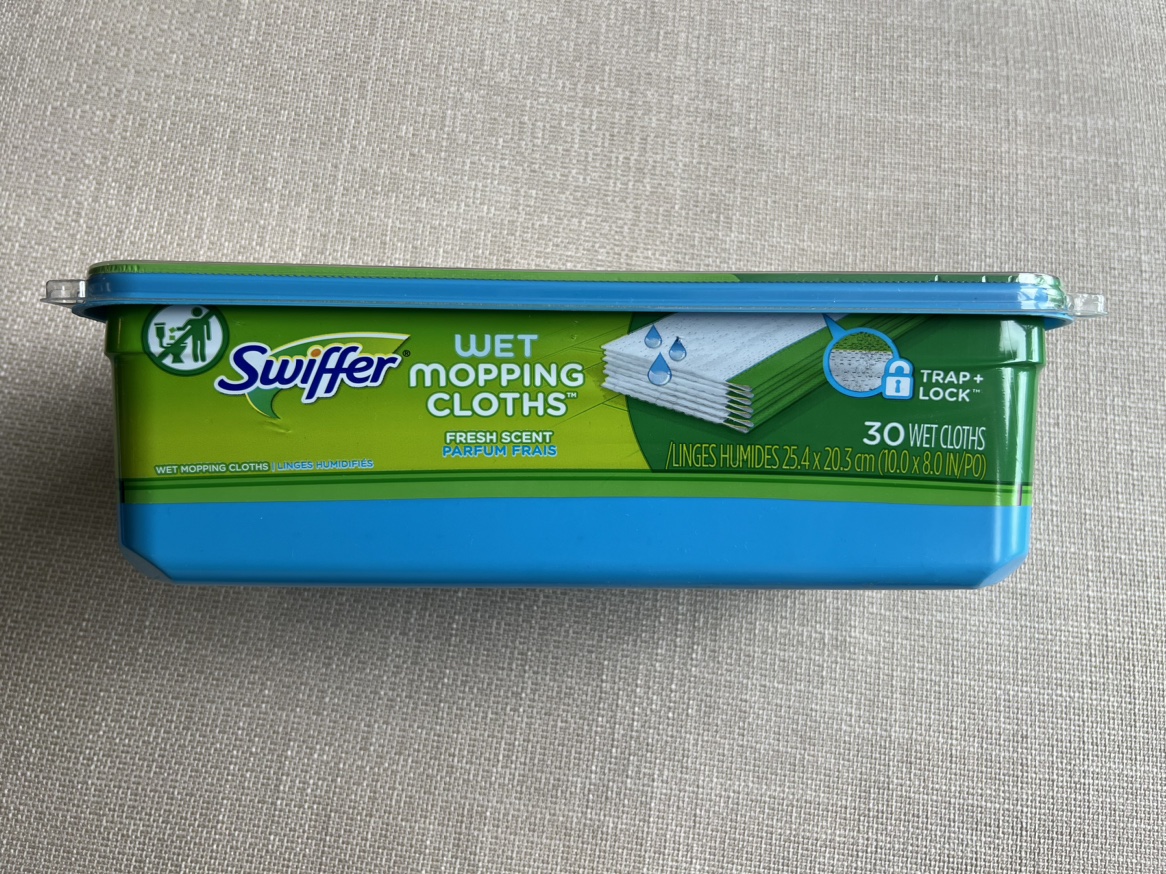 Swiffer®
WET
MOPPING
CLOTHS™
FRESH SCENT
PARFUM FRAIS
WET MOPPING CLOTHS | LINGES HUMIDIFIÉS
TRAP+
LOCK™
30 WET CLOTHS
/LINGES HUMIDES 25.4 x 20.3 cm (10.0 x 8.0 IN/PO)